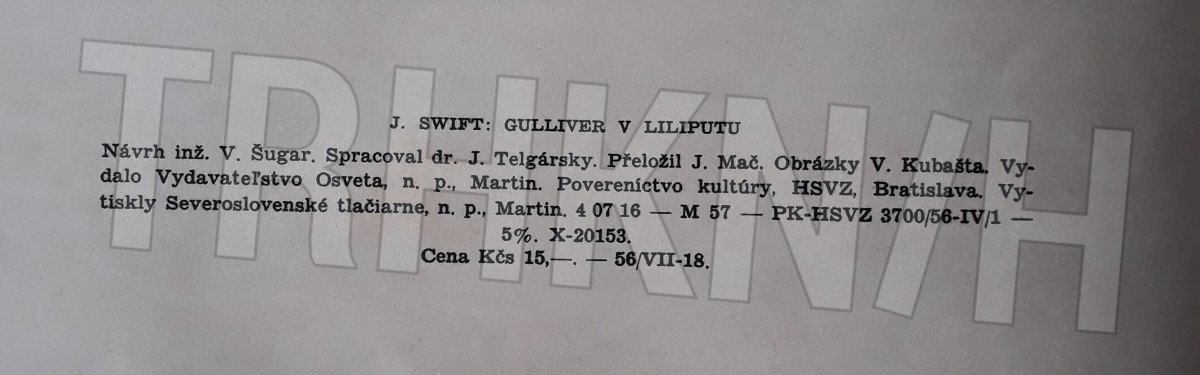 J. SWIFT: GULLIVER V LILIPUTU
Návrh inž. V. Šugar. Spracoval dr. J. Telgársky. Přeložil J. Mač. Obrázky V. Kubašta. Vy-
dalo Vydavateľstvo Osveta, n. p., Martin. Povereníctvo kultúry, HSVZ, Bratislava. Vy-
tiskly Severoslovenské tlačiarne, n. p., Martin. 4 07 16 — M 57 — PK-HSVZ 3700/56-IV/1 —
5%. X-20153.
Cena Kčs 15,—. — 56/VII-18.
TRHKN/H